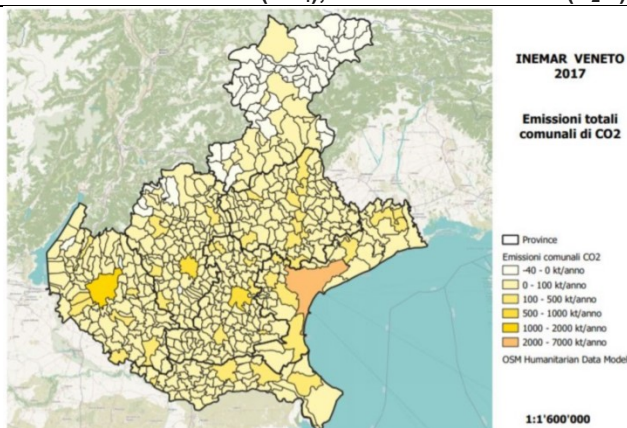 INEMAR VENETO
2017
Emissioni totali
comunali di CO2
Province
Emissioni comunali CO2
-40 - 0 kt/anno
0 - 100 kt/anno
100 - 500 kt/anno
500 - 1000 kt/anno
1000 - 2000 kt/anno
2000 - 7000 kt/anno
OSM Humanitarian Data Model
1:1'600'000